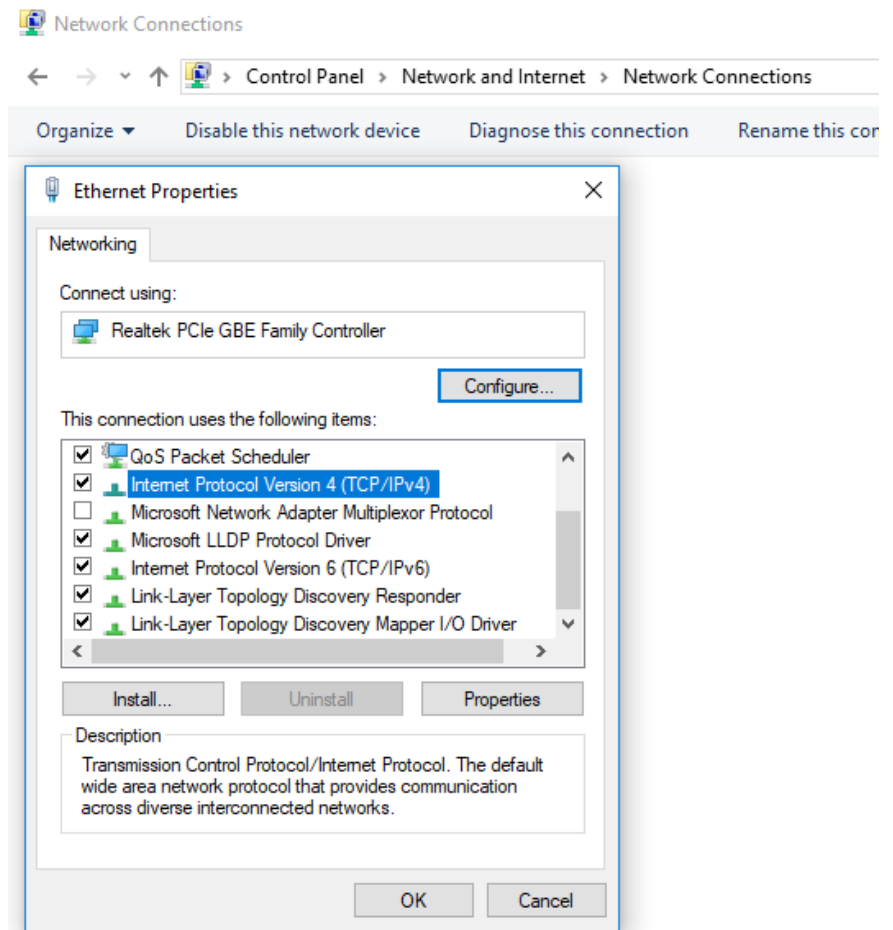 Network Connections
Control Panel > Network and Internet > Network Connections
Organize Disable this network device Diagnose this connection Rename this con
Ethernet Properties
Networking
Connect using:
Realtek PCIe GBE Family Controller
Configure...
This connection uses the following items:
QoS Packet Scheduler
Internet Protocol Version 4 (TCP/IPv4)
Microsoft Network Adapter Multiplexor Protocol
Microsoft LLDP Protocol Driver
Internet Protocol Version 6 (TCP/IPv6)
Link-Layer Topology Discovery Responder
Link-Layer Topology Discovery Mapper I/O Driver
Install... Uninstall Properties
Description
Transmission Control Protocol/Internet Protocol. The default
wide area network protocol that provides communication
across diverse interconnected networks.
OK Cancel